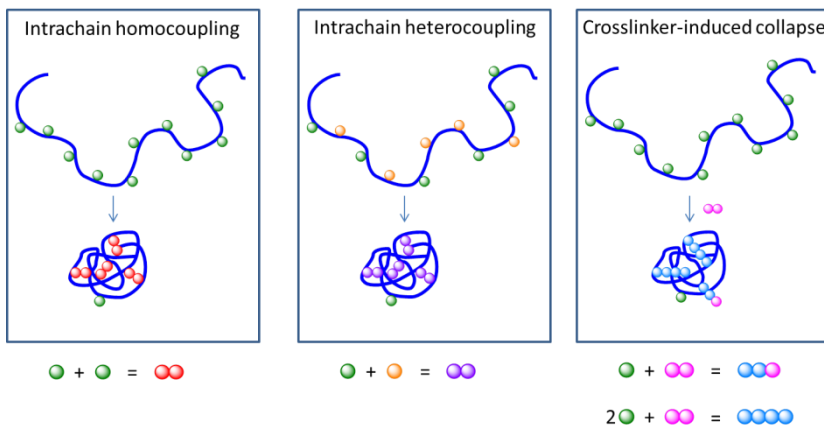 Intrachain homocoupling
Intrachain heterocoupling
Crosslinker-induced collapse
+ =
+ =
+ =
2 + =